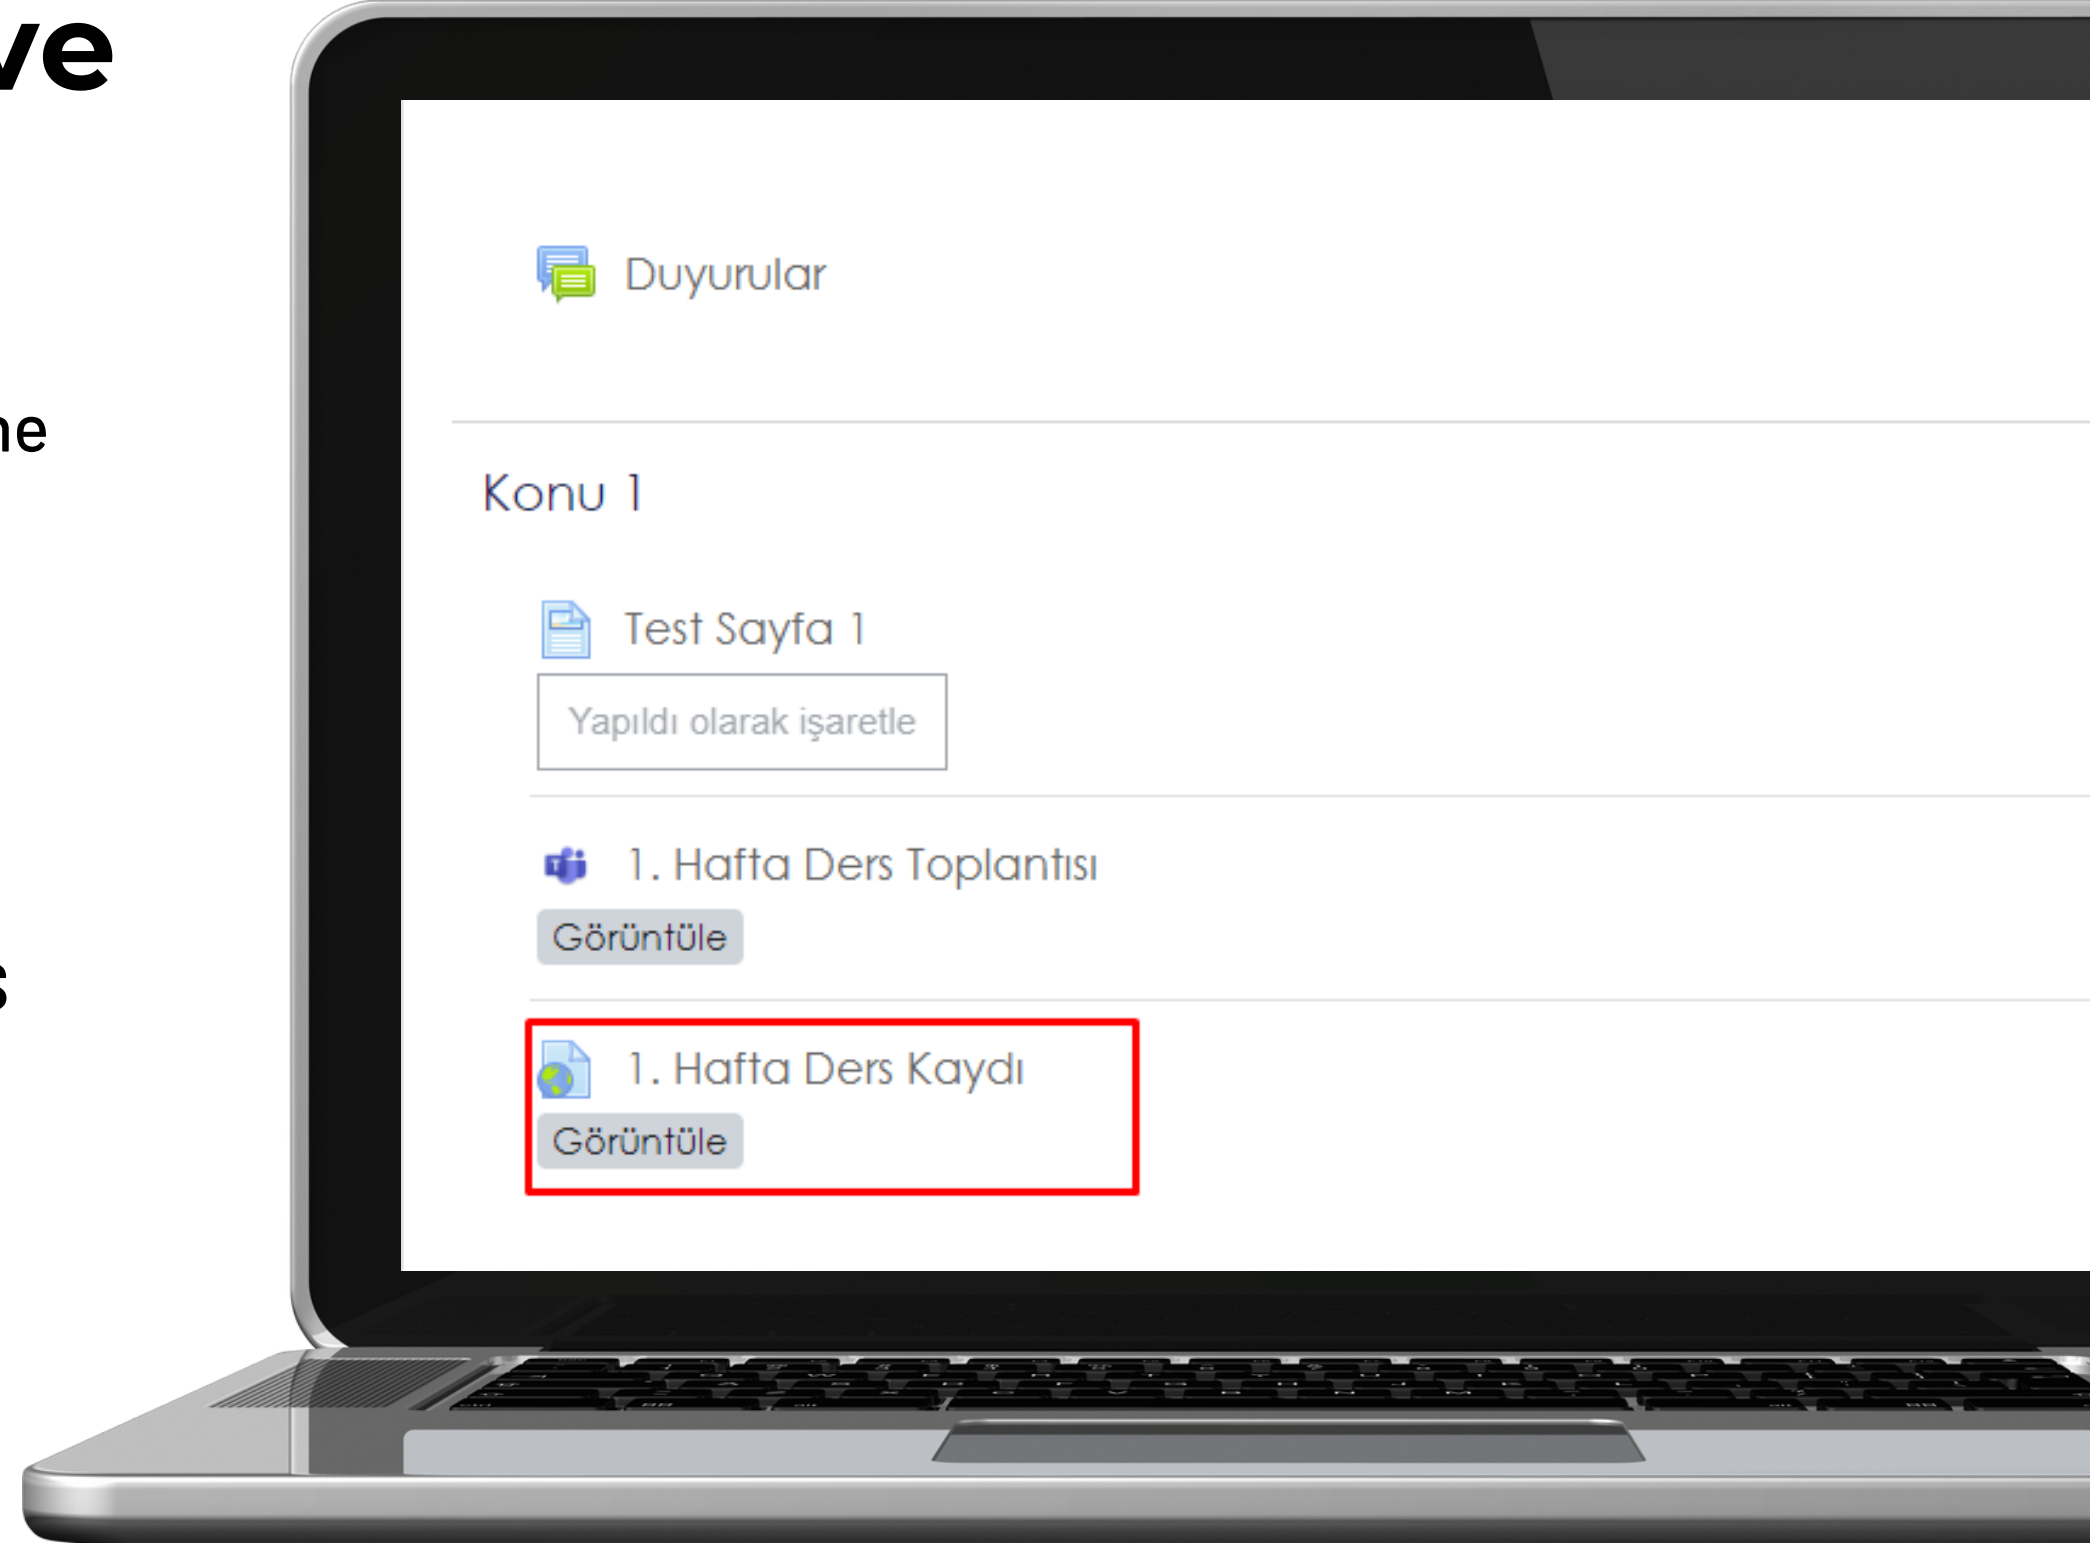 ve
Duyurular
Konu 1
Test Sayfa 1
Yapıldı olarak işaretle
1. Hafta Ders Toplantısı
Görüntüle
1. Hafta Ders Kaydı
Görüntüle